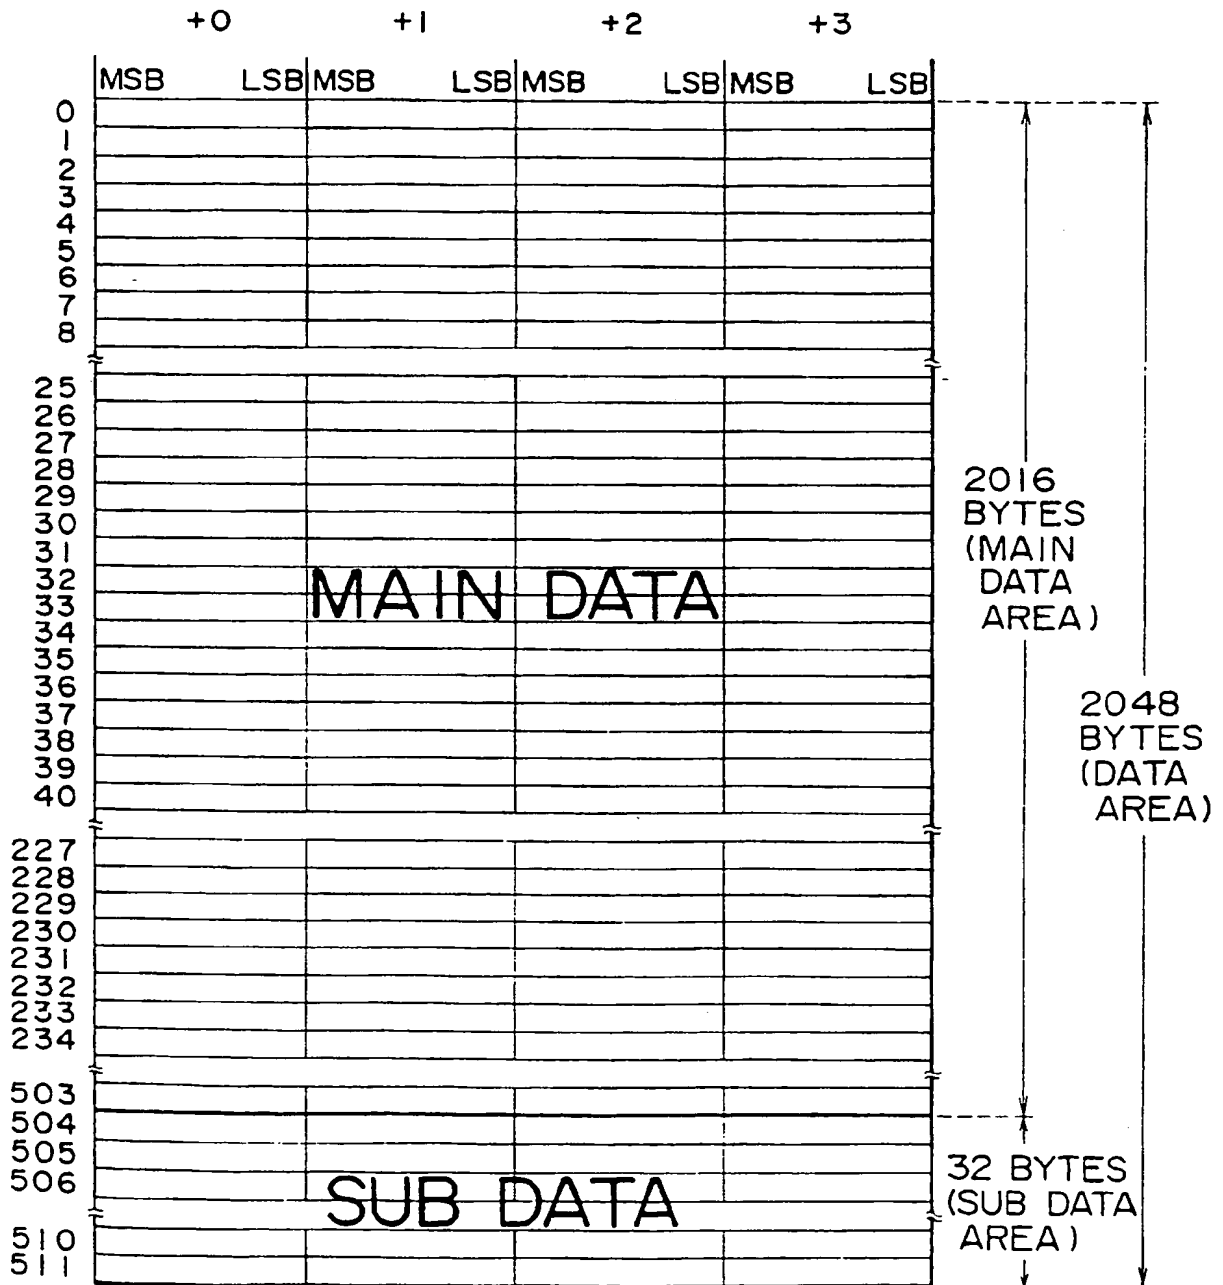 +0 +1 +2 +3
MSB LSB MSB LSB MSB LSB MSB LSB
0
1
2
3
4
5
6
7
8
25
26
27
28
29
30
31
32
33
34
35
36
37
38
39
40
MAIN DATA
227
228
229
230
231
232
233
234
503
504
505
506
SUB DATA
510
511
2016
BYTES
(MAIN
DATA
AREA)
2048
BYTES
(DATA
AREA)
32 BYTES
(SUB DATA
AREA)